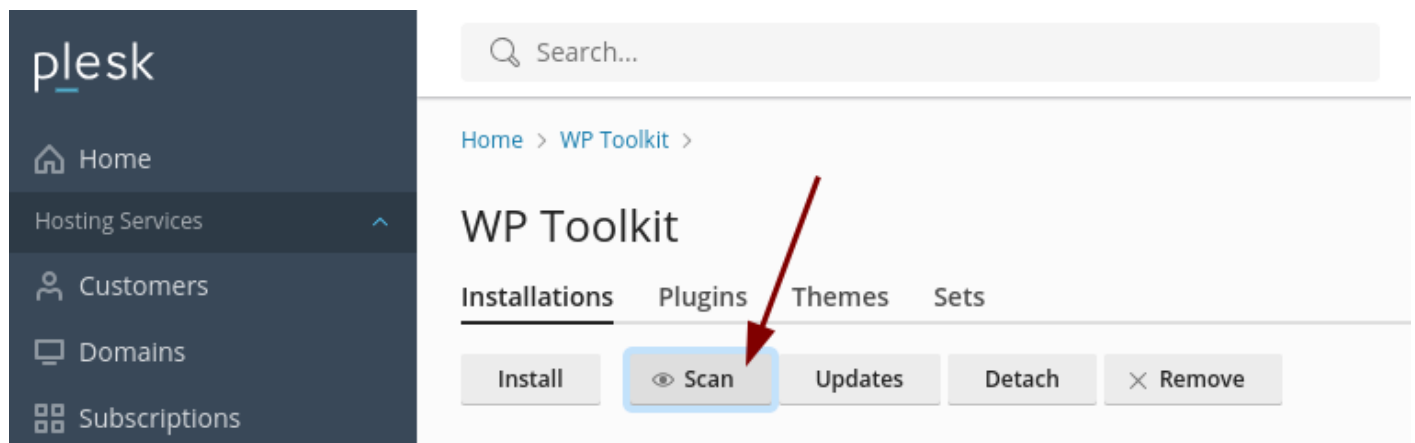 plesk
Home
Hosting Services
Customers
Domains
Subscriptions
Search...
Home > WP Toolkit >
WP Toolkit
Installations Plugins Themes Sets
Install Scan Updates Detach Remove